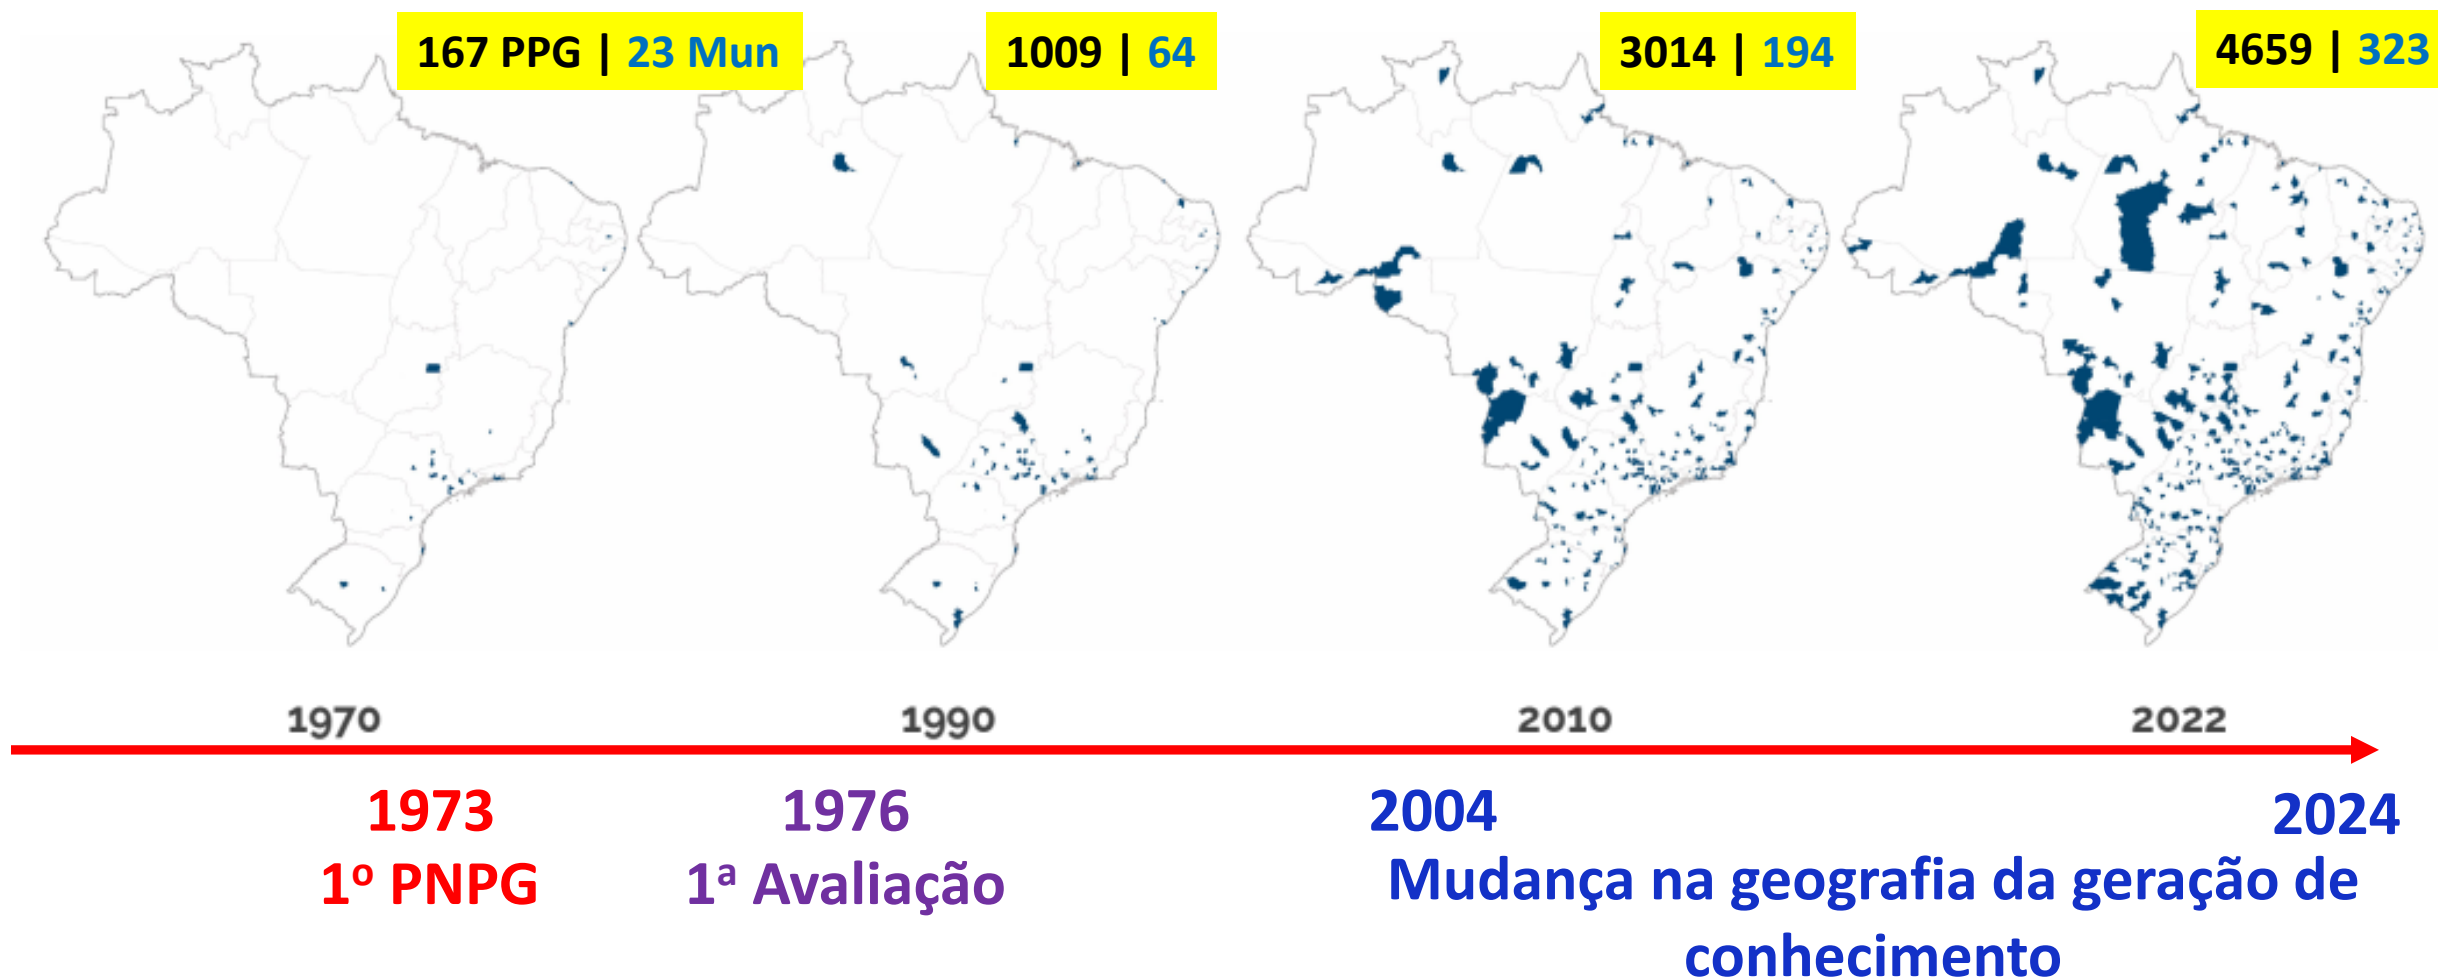 167 PPG | 23 Mun
1009 | 64
3014 | 194
4659 | 323
1970
1990
2010
2022
1973
1º PNPG
1976
1ª Avaliação
2004
2024
Mudança na geografia da geração de
conhecimento